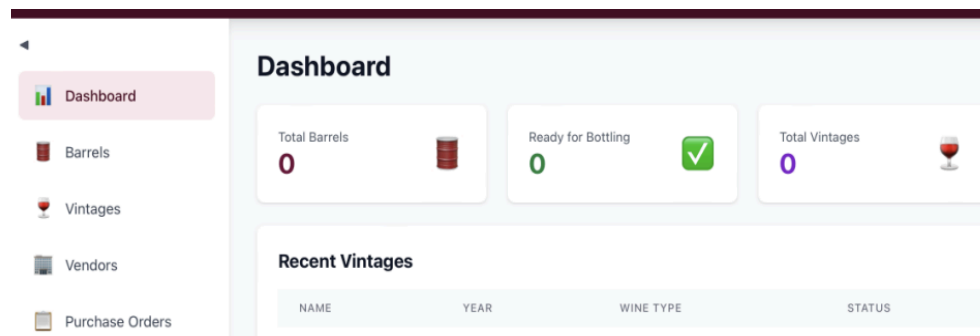 Dashboard
Barrels
Vintages
Vendors
Purchase Orders
Dashboard
Total Barrels
0
Ready for Bottling
0
Total Vintages
0
Recent Vintages
NAME YEAR WINE TYPE STATUS